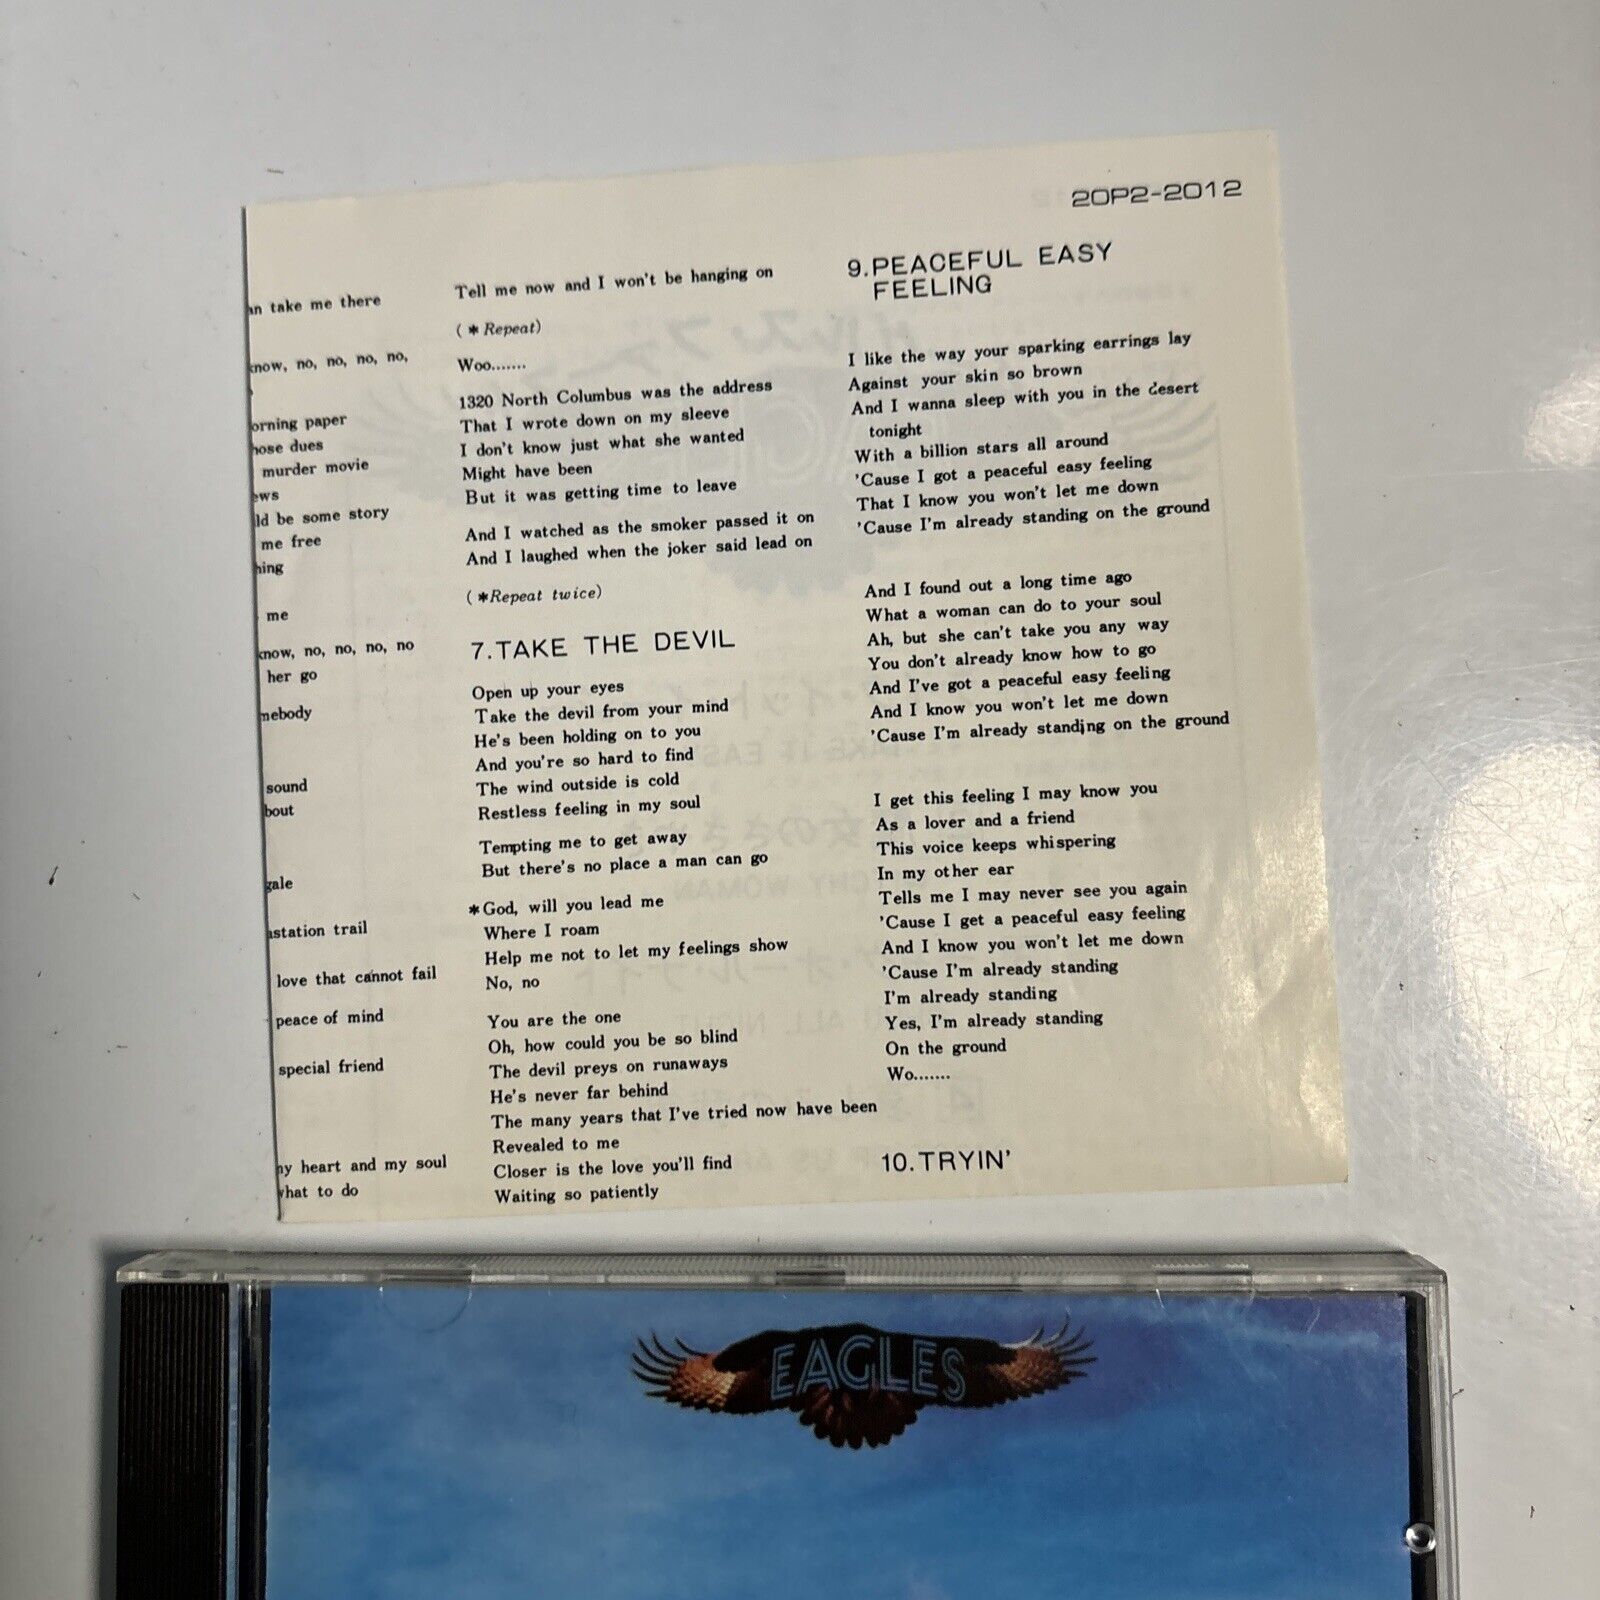 20P2-2012
an take me there
know, no, no, no, no,
orning paper
hose dues
murder movie
ews
ld be some story
me free
hing
me
know, no, no, no, no
her go
mebody
sound
bout
gale
station trail
love that cannot fail
peace of mind
special friend
ny heart and my soul
what to do
Tell me now and I won't be hanging on
(*Repeat)
Woo.......
1320 North Columbus was the address
That I wrote down on my sleeve
I don't know just what she wanted
Might have been
But it was getting time to leave
And I watched as the smoker passed it on
And I laughed when the joker said lead on
(*Repeat twice)
7.TAKE THE DEVIL
Open up your eyes
Take the devil from your mind
He's been holding on to you
And you're so hard to find
The wind outside is cold
Restless feeling in my soul
Tempting me to get away
But there's no place a man can go
*God, will you lead me
Where I roam
Help me not to let my feelings show
No, no
You are the one
Oh, how could you be so blind
The devil preys on runaways
He's never far behind
The many years that I've tried now have been
Revealed to me
Closer is the love you'll find
Waiting so patiently
9.PEACEFUL EASY
FEELING
I like the way your sparking earrings lay
Against your skin so brown
And I wanna sleep with you in the desert
tonight
With a billion stars all around
'Cause I got a peaceful easy feeling
That I know you won't let me down
'Cause I'm already standing on the ground
And I found out a long time ago
What a woman can do to your soul
Ah, but she can't take you any way
You don't already know how to go
And I've got a peaceful easy feeling
And I know you won't let me down
'Cause I'm already standing on the ground
I get this feeling I may know you
As a lover and a friend
This voice keeps whispering
In my other ear
Tells me I may never see you again
'Cause I get a peaceful easy feeling
And I know you won't let me down
'Cause I'm already standing
I'm already standing
Yes, I'm already standing
On the ground
Wo.......
10.TRYIN'
EAGLES